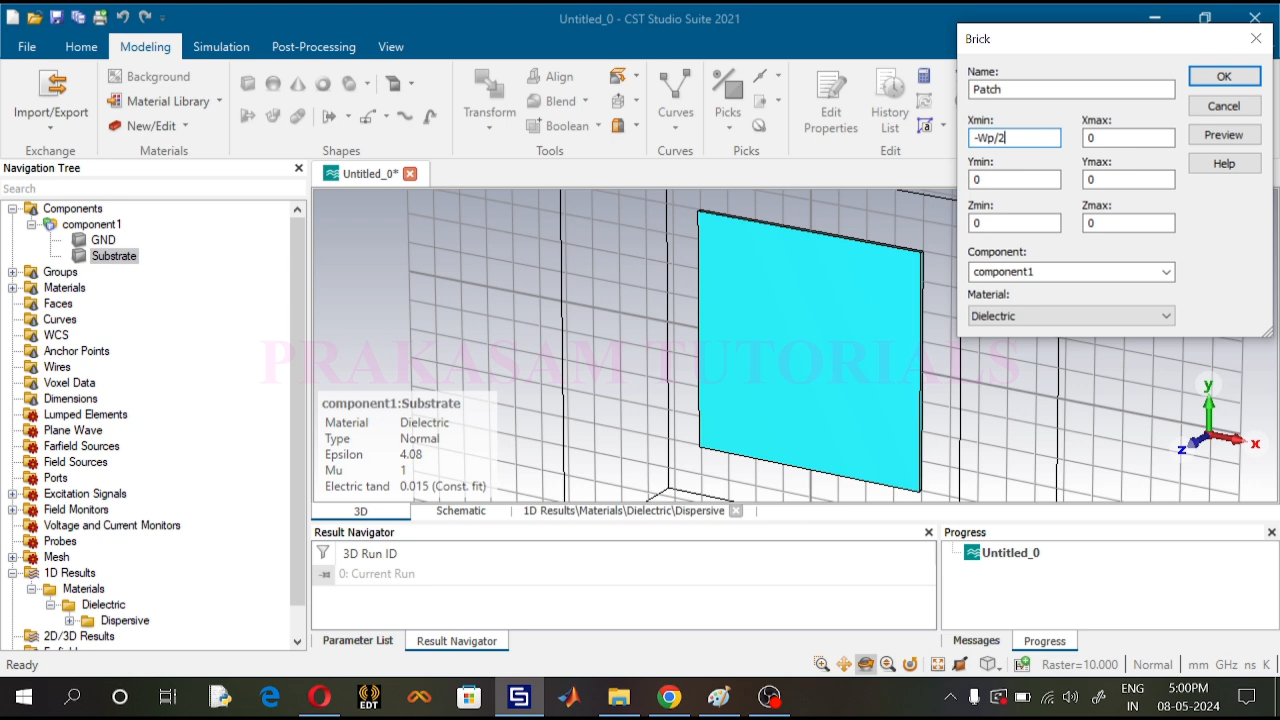 Untitled_0 - CST Studio Suite 2021
File
Home
Modeling
Simulation
Post-Processing
View
Import/Export
Exchange
Background
Material Library
New/Edit
Materials
Shapes
Transform
Align
Blend
Boolean
Tools
Curves
Curves
Picks
Picks
Edit
Properties
History
List
Edit
Brick
Name:
Patch
OK
Cancel
Preview
Help
Xmin:
Xmax:
-Wp/2
0
Ymin:
Ymax:
0
0
Zmin:
Zmax:
0
0
Component:
component1
Material:
Dielectric
Navigation Tree
Search
Components
component1
GND
Substrate
Groups
Materials
Faces
Curves
WCS
Anchor Points
Wires
Voxel Data
Dimensions
Lumped Elements
Plane Wave
Farfield Sources
Field Sources
Ports
Excitation Signals
Field Monitors
Voltage and Current Monitors
Probes
Mesh
1D Results
Materials
Dielectric
Dispersive
2D/3D Results
Untitled_0*
PRAKASAM TUTORIALS
component1:Substrate
Material Dielectric
Type Normal
Epsilon 4.08
Mu 1
Electric tand 0.015 (Const. fit)
y
x
z
3D
Schematic
1D Results\Materials\Dielectric\Dispersive
Result Navigator
3D Run ID
0: Current Run
Parameter List
Result Navigator
Progress
Untitled_0
Messages
Progress
Ready
Raster=10.000
Normal
mm GHz ns K
EDT
ENG
IN
5:00PM
08-05-2024